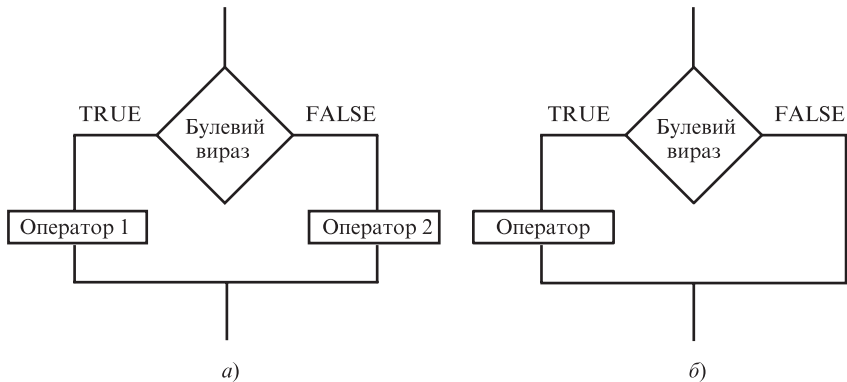 TRUE
Булевий
вираз
FALSE
Оператор 1
Оператор 2
а)
TRUE
Булевий
вираз
FALSE
Оператор
б)